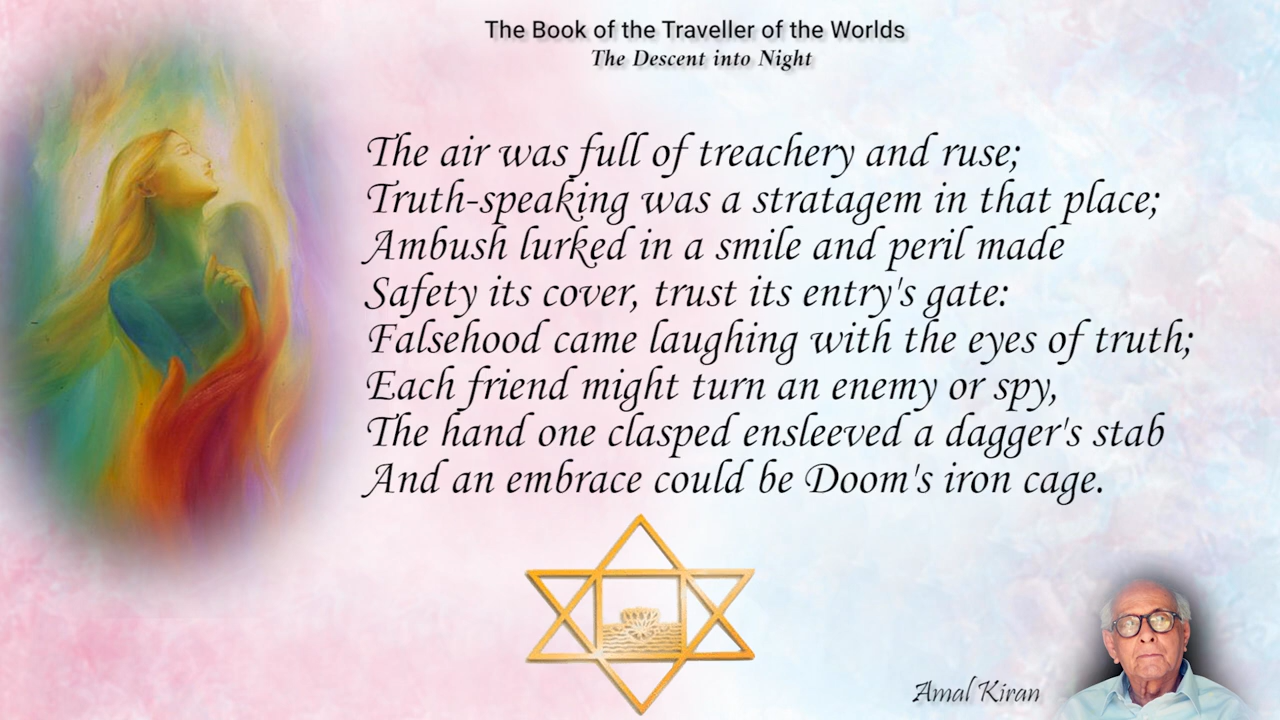 The Book of the Traveller of the Worlds
The Descent into Night
The air was full of treachery and ruse;
Truth-speaking was a stratagem in that place;
Ambush lurked in a smile and peril made
Safety its cover, trust its entry's gate:
Falsehood came laughing with the eyes of truth;
Each friend might turn an enemy or spy,
The hand one clasped ensleeved a dagger's stab
And an embrace could be Doom's iron cage.
Amal Kiran